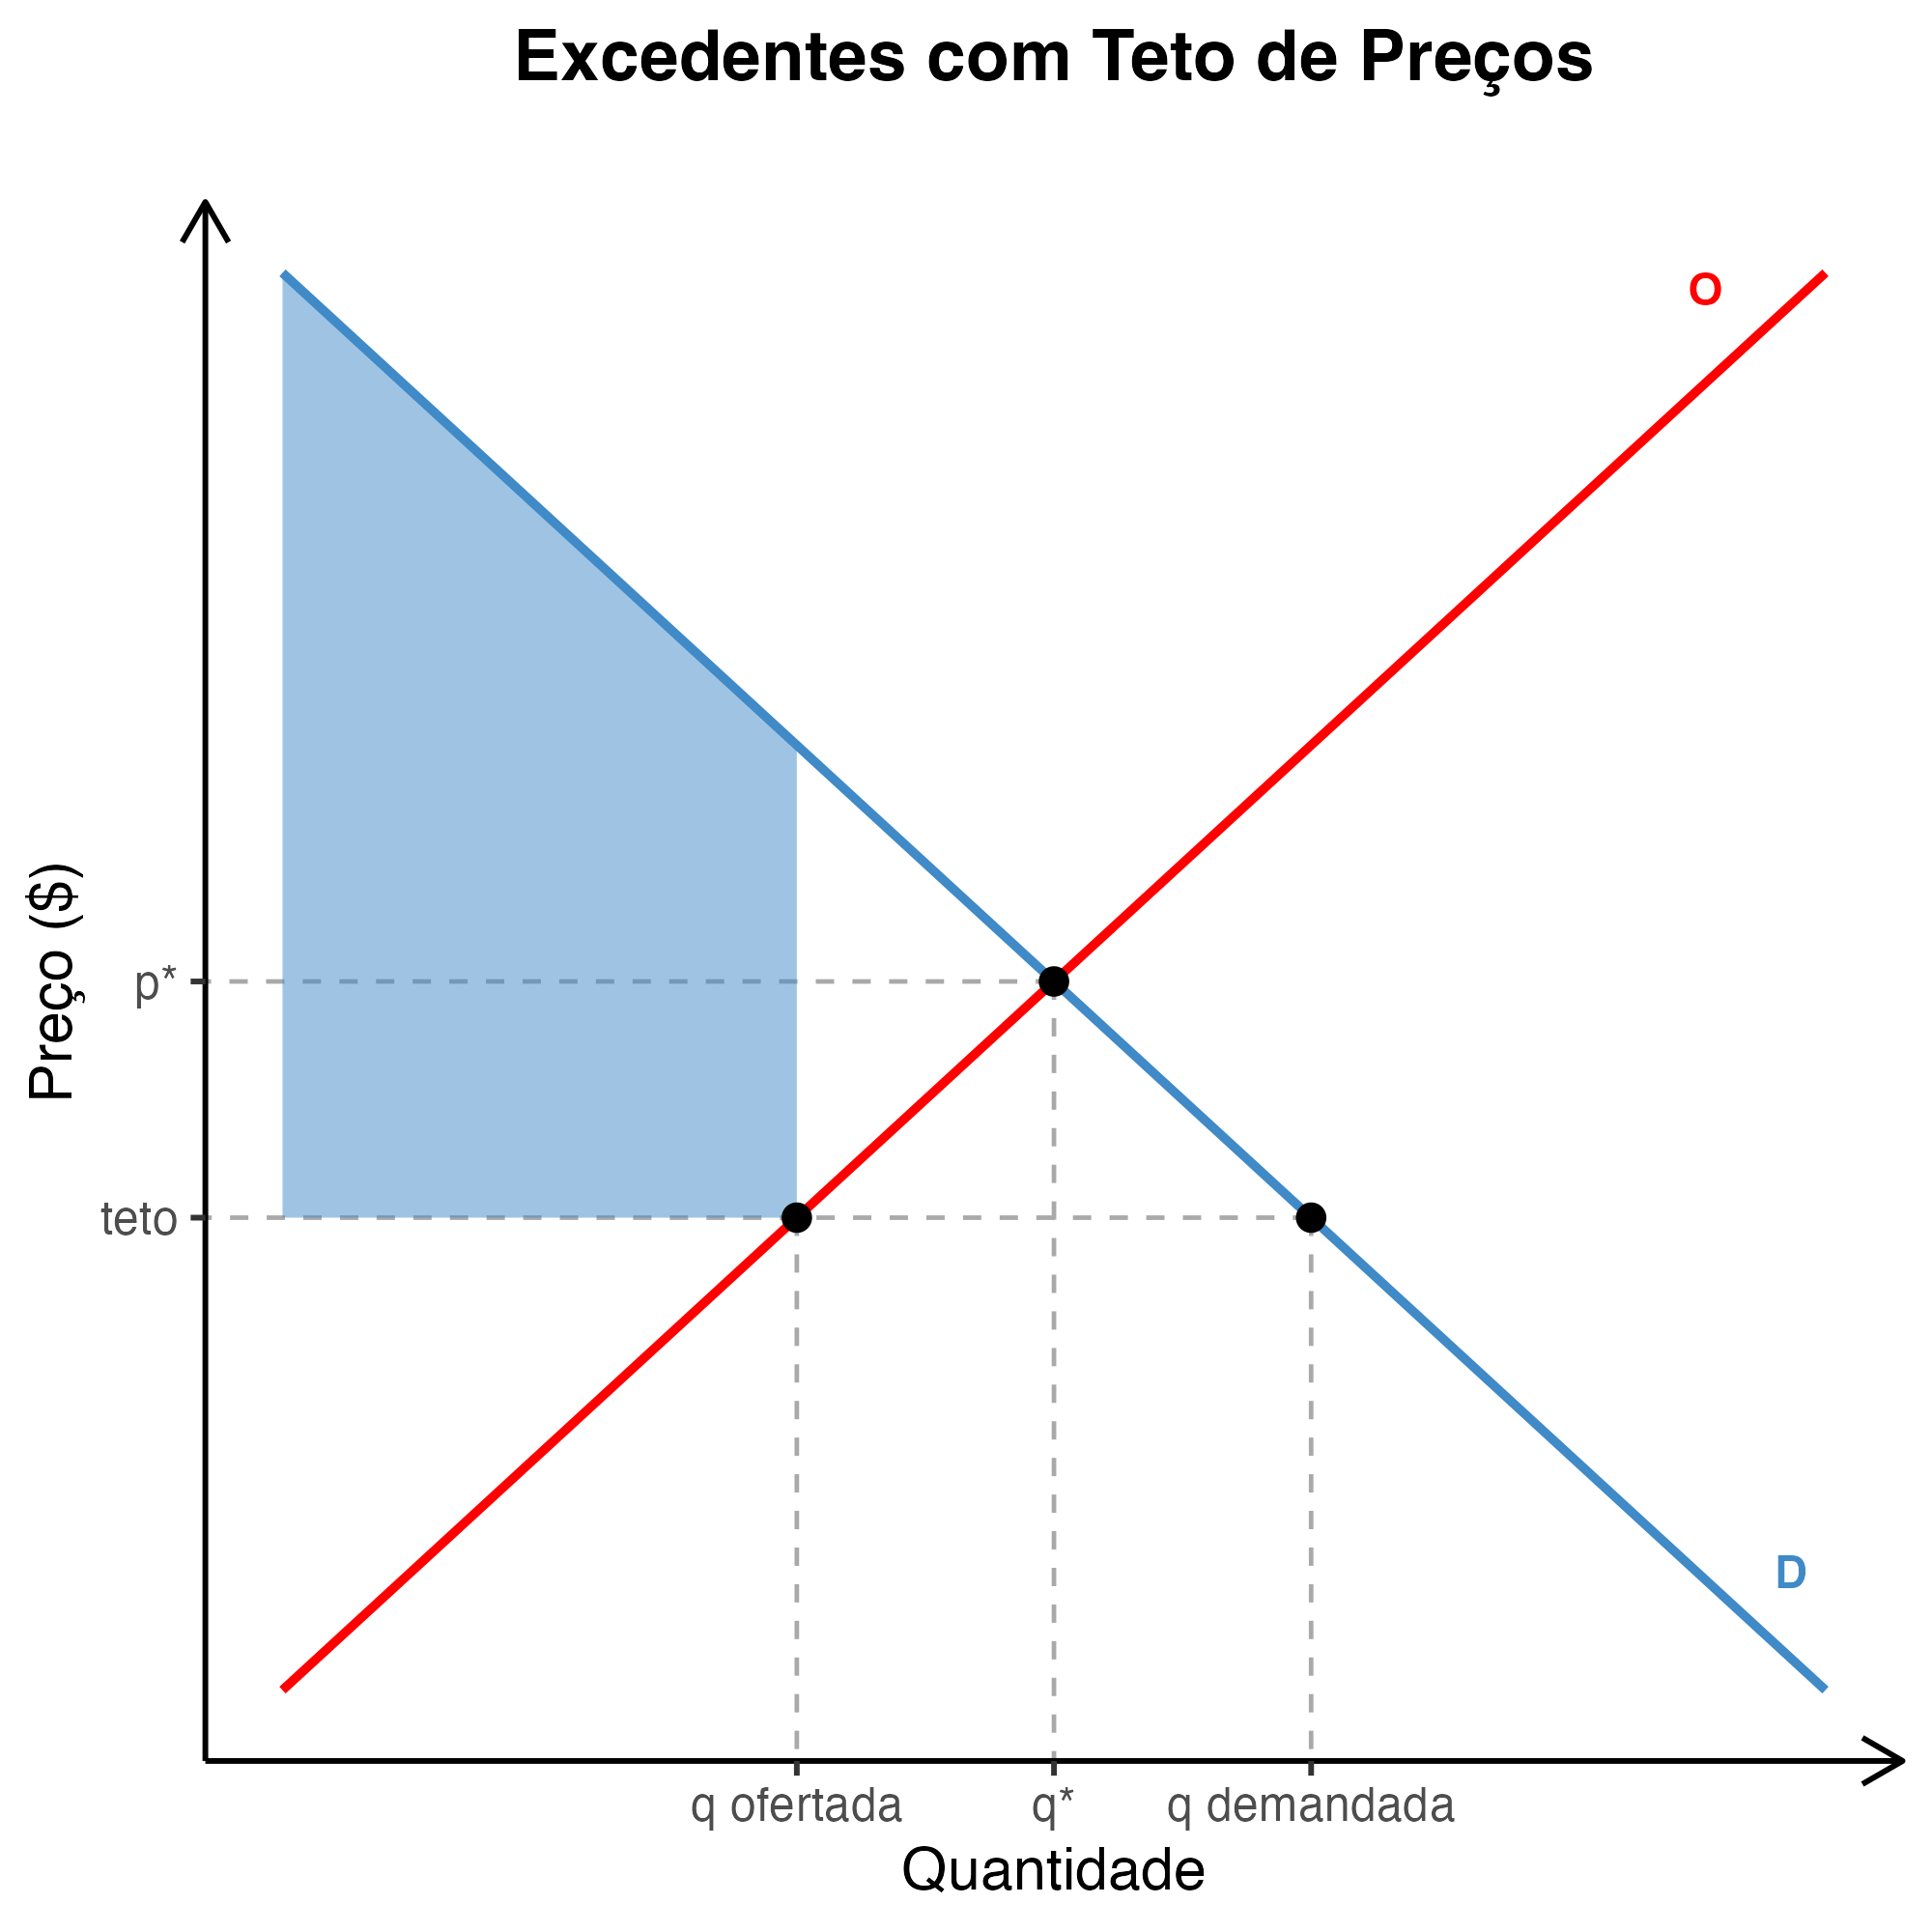 Excedentes com Teto de Preços
O
Preço ($)
p*
teto
D
q ofertada
q*
q demandada
Quantidade